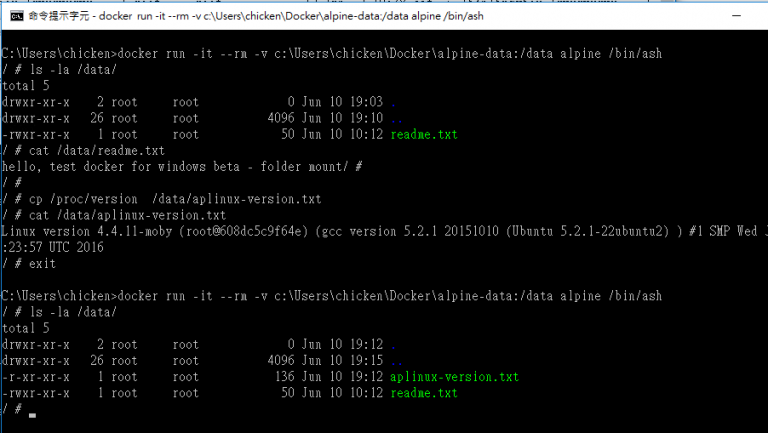 命令提示字元 - docker run -it --rm -v c:\Users\chicken\Docker\alpine-data:/data alpine /bin/ash
C:\Users\chicken>docker run -it --rm -v c:\Users\chicken\Docker\alpine-data:/data alpine /bin/ash
/ # ls -la /data/
total 5
drwxr-xr-x 2 root root 0 Jun 10 19:03 .
drwxr-xr-x 26 root root 4096 Jun 10 19:10 ..
-rwxr-xr-x 1 root root 50 Jun 10 10:12 readme.txt
/ # cat /data/readme.txt
hello, test docker for windows beta - folder mount/ #
/ #
/ # cp /proc/version /data/aplinux-version.txt
/ # cat /data/aplinux-version.txt
Linux version 4.4.11-moby (root@608dc5c9f64e) (gcc version 5.2.1 20151010 (Ubuntu 5.2.1-22ubuntu2) ) #1 SMP Wed J
:23:57 UTC 2016
/ # exit
C:\Users\chicken>docker run -it --rm -v c:\Users\chicken\Docker\alpine-data:/data alpine /bin/ash
/ # ls -la /data/
total 5
drwxr-xr-x 2 root root 0 Jun 10 19:12 .
drwxr-xr-x 26 root root 4096 Jun 10 19:15 ..
-r-xr-xr-x 1 root root 136 Jun 10 19:12 aplinux-version.txt
-rwxr-xr-x 1 root root 50 Jun 10 10:12 readme.txt
/ #